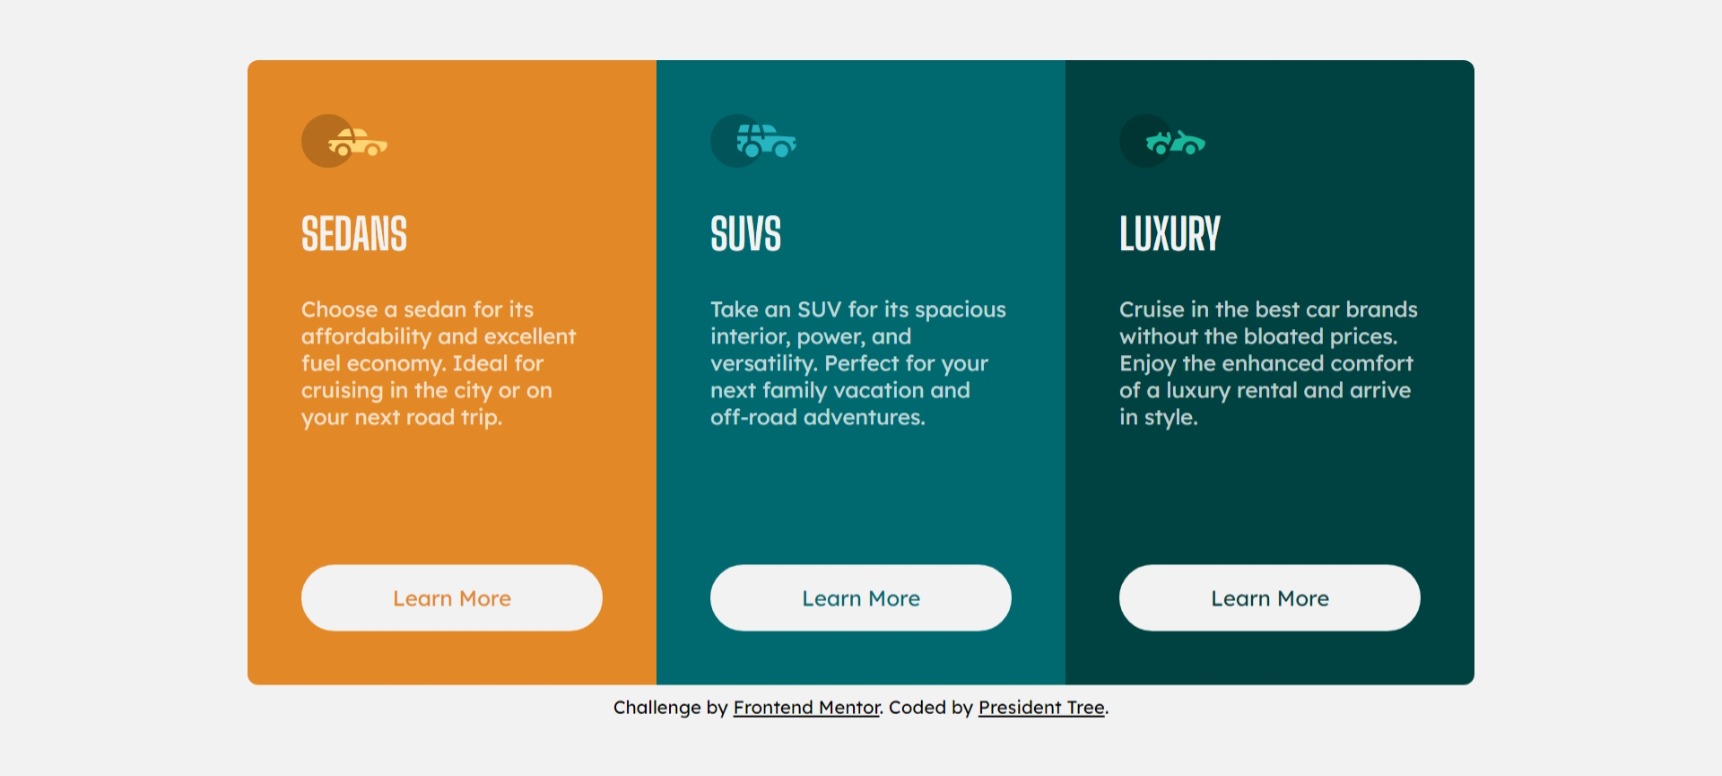 SEDANS
Choose a sedan for its
affordability and excellent
fuel economy. Ideal for
cruising in the city or on
your next road trip.
Learn More
SUVS
Take an SUV for its spacious
interior, power, and
versatility. Perfect for your
next family vacation and
off-road adventures.
Learn More
LUXURY
Cruise in the best car brands
without the bloated prices.
Enjoy the enhanced comfort
of a luxury rental and arrive
in style.
Learn More
Challenge by Frontend Mentor. Coded by President Tree.